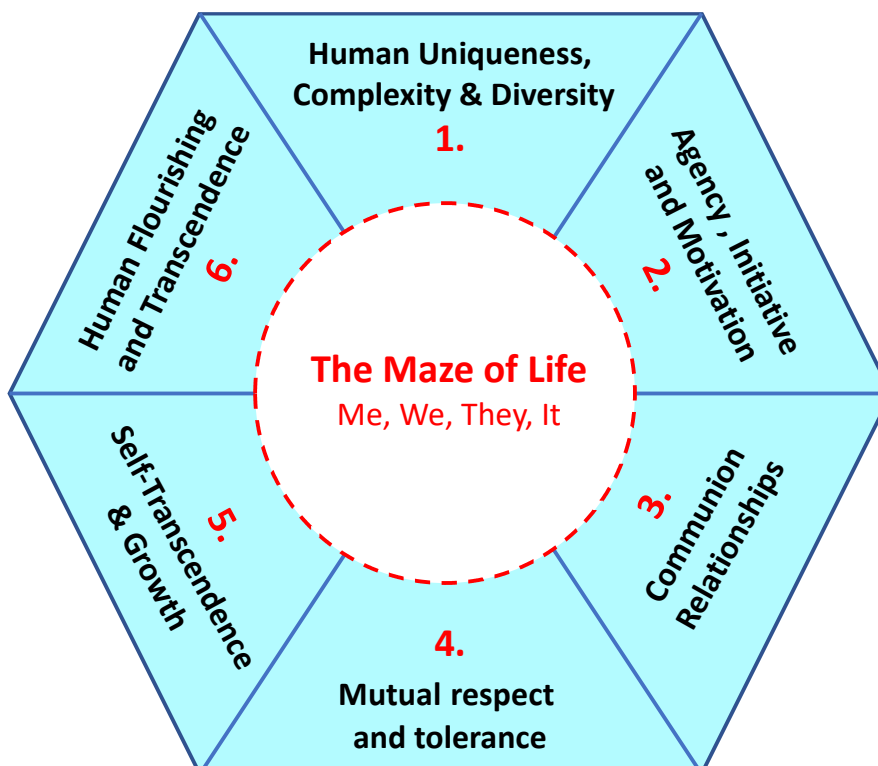 Human Uniqueness,
Complexity & Diversity
1.
Agency , Initiative
and Motivation
2.
Communion
Relationships
3.
4.
Mutual respect
and tolerance
Self-Transcendence
& Growth
5.
Human Flourishing
and Transcendence
6.
The Maze of Life
Me, We, They, It